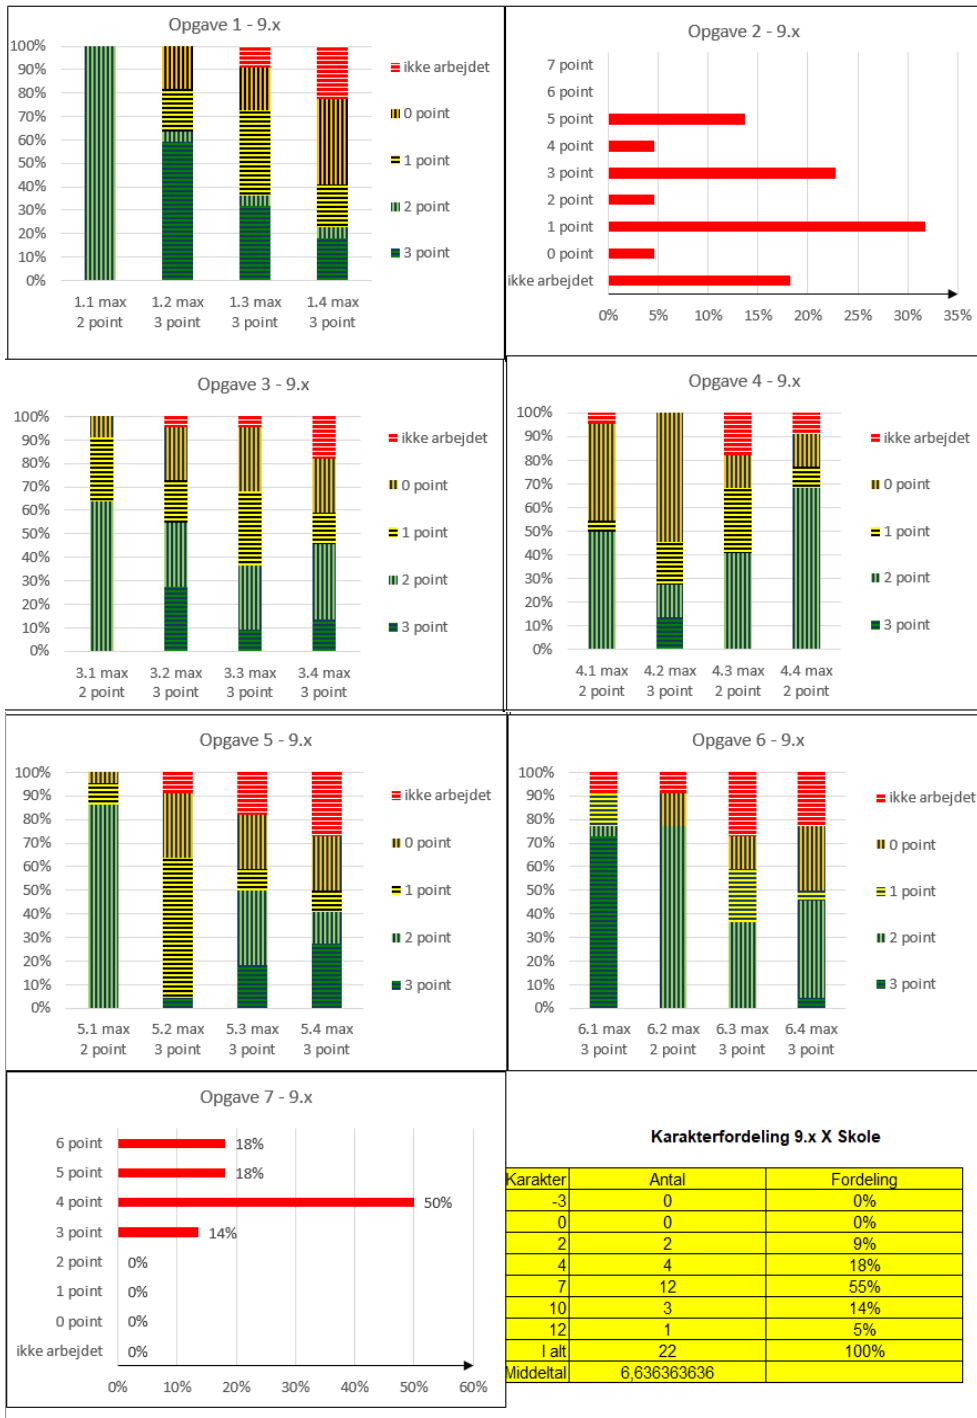 Opgave 1 - 9.x
100%
90%
80%
70%
60%
50%
40%
30%
20%
10%
0%
1.1 max 2 point
1.2 max 3 point
1.3 max 3 point
1.4 max 3 point
ikke arbejdet
0 point
1 point
2 point
3 point
Opgave 2 - 9.x
7 point
6 point
5 point
4 point
3 point
2 point
1 point
0 point
ikke arbejdet
0% 5% 10% 15% 20% 25% 30% 35%
Opgave 3 - 9.x
100%
90%
80%
70%
60%
50%
40%
30%
20%
10%
0%
3.1 max 2 point
3.2 max 3 point
3.3 max 3 point
3.4 max 3 point
ikke arbejdet
0 point
1 point
2 point
3 point
Opgave 4 - 9.x
100%
90%
80%
70%
60%
50%
40%
30%
20%
10%
0%
4.1 max 2 point
4.2 max 3 point
4.3 max 2 point
4.4 max 2 point
ikke arbejdet
0 point
1 point
2 point
3 point
Opgave 5 - 9.x
100%
90%
80%
70%
60%
50%
40%
30%
20%
10%
0%
5.1 max 2 point
5.2 max 3 point
5.3 max 3 point
5.4 max 3 point
ikke arbejdet
0 point
1 point
2 point
3 point
Opgave 6 - 9.x
100%
90%
80%
70%
60%
50%
40%
30%
20%
10%
0%
6.1 max 3 point
6.2 max 2 point
6.3 max 3 point
6.4 max 3 point
ikke arbejdet
0 point
1 point
2 point
3 point
Opgave 7 - 9.x
6 point 18%
5 point 18%
4 point 50%
3 point 14%
2 point 0%
1 point 0%
0 point 0%
ikke arbejdet 0%
0% 10% 20% 30% 40% 50% 60%
Karakterfordeling 9.x X Skole
Karakter Antal Fordeling
-3 0 0%
0 0 0%
2 2 9%
4 4 18%
7 12 55%
10 3 14%
12 1 5%
I alt 22 100%
Middeltal 6,636363636